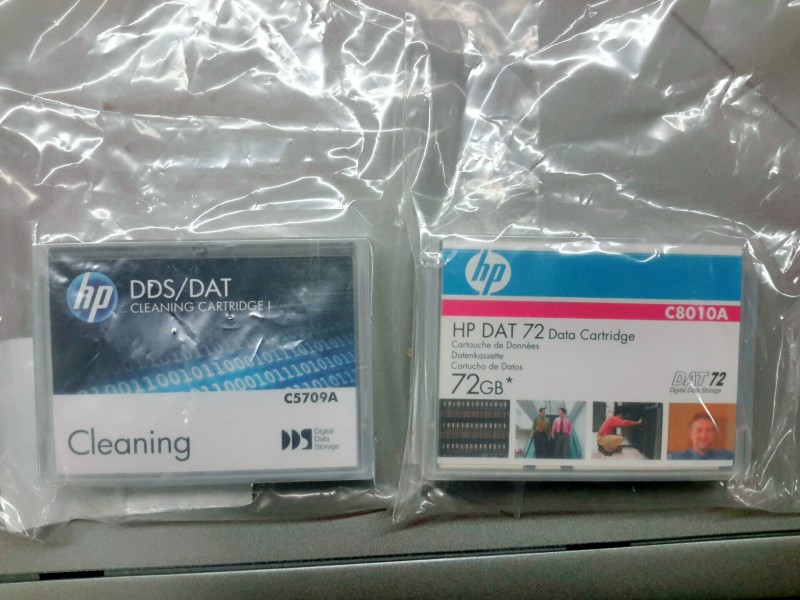 hp
DDS/DAT
CLEANING CARTRIDGE I
C5709A
Cleaning
DDS
Digital
Data
Storage
hp
C8010A
HP DAT 72 Data Cartridge
Cartouche de Données
Datenkassette
Cartucho de Datos
72GB*
DAT 72
Digital Data Storage